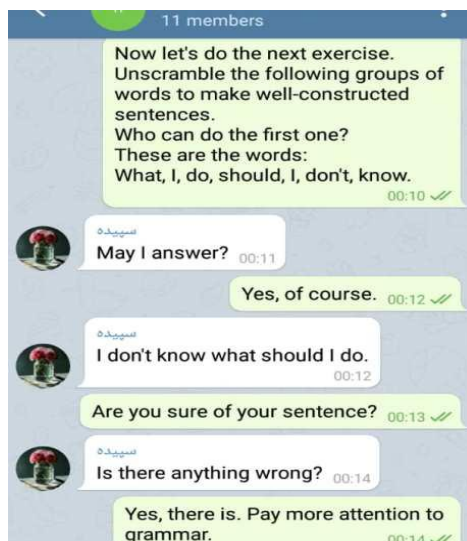 11 members
Now let's do the next exercise.
Unscramble the following groups of
words to make well-constructed
sentences.
Who can do the first one?
These are the words:
What, I, do, should, I, don't, know.
00:10
سپیده
May I answer? 00:11
Yes, of course. 00:12
سپیده
I don't know what should I do.
00:12
Are you sure of your sentence? 00:13
سپیده
Is there anything wrong? 00:14
Yes, there is. Pay more attention to
grammar. 00:14